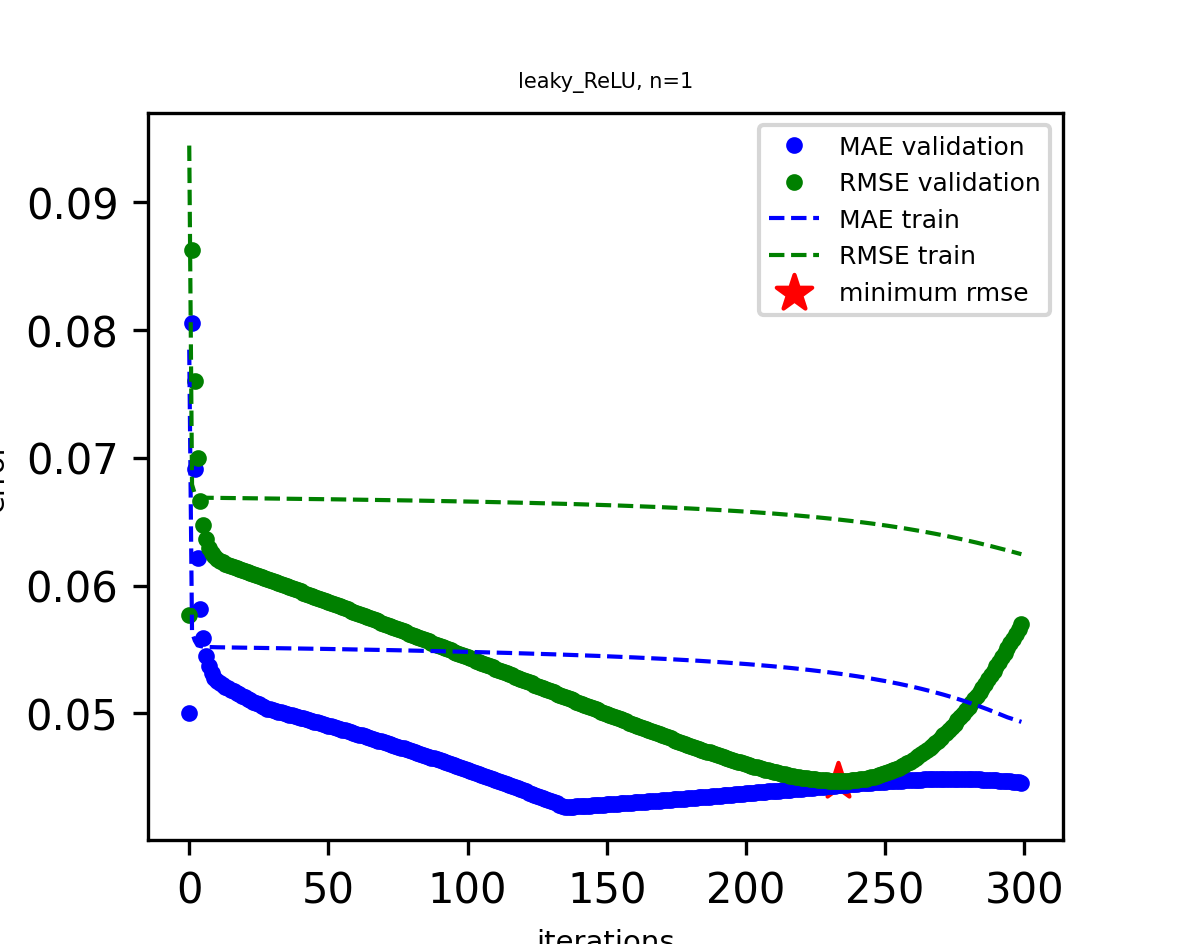 leaky_ReLU, n=1
MAE validation
RMSE validation
MAE train
RMSE train
minimum rmse
0.09
0.08
0.07
0.06
0.05
0 50 100 150 200 250 300
iterations